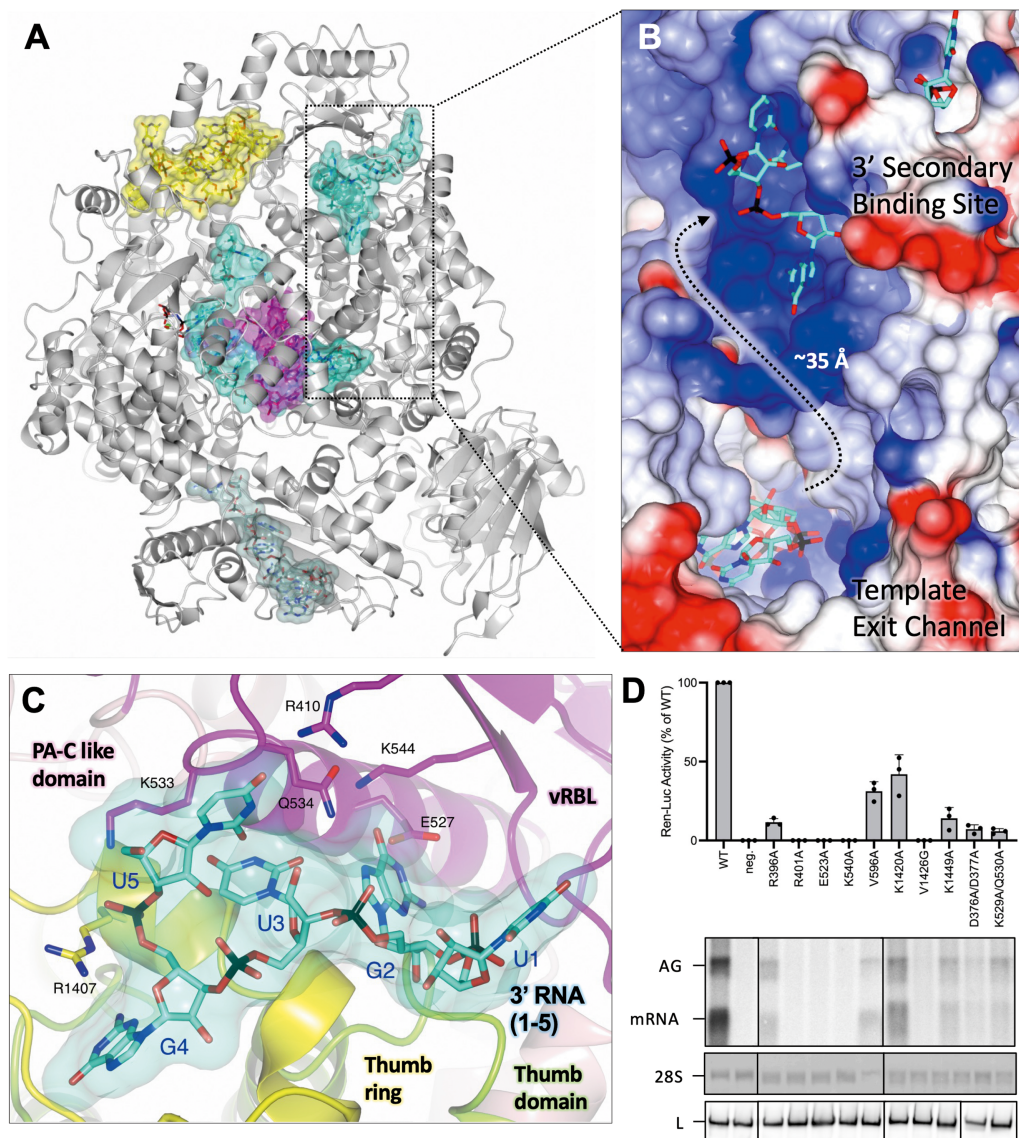 A
B
3' Secondary
Binding Site
~35 Å
Template
Exit Channel
C
R410
PA-C like
domain
K544
vRBL
K533
Q534
E527
U5
U3
R1407
G2
U1
3' RNA
(1-5)
G4
Thumb
ring
Thumb
domain
D
Ren-Luc Activity (% of WT)
100
50
0
WT
neg.
R396A
R401A
E523A
K540A
V596A
K1420A
V1426G
K1449A
D376A/D377A
K529A/Q530A
AG
mRNA
28S
L